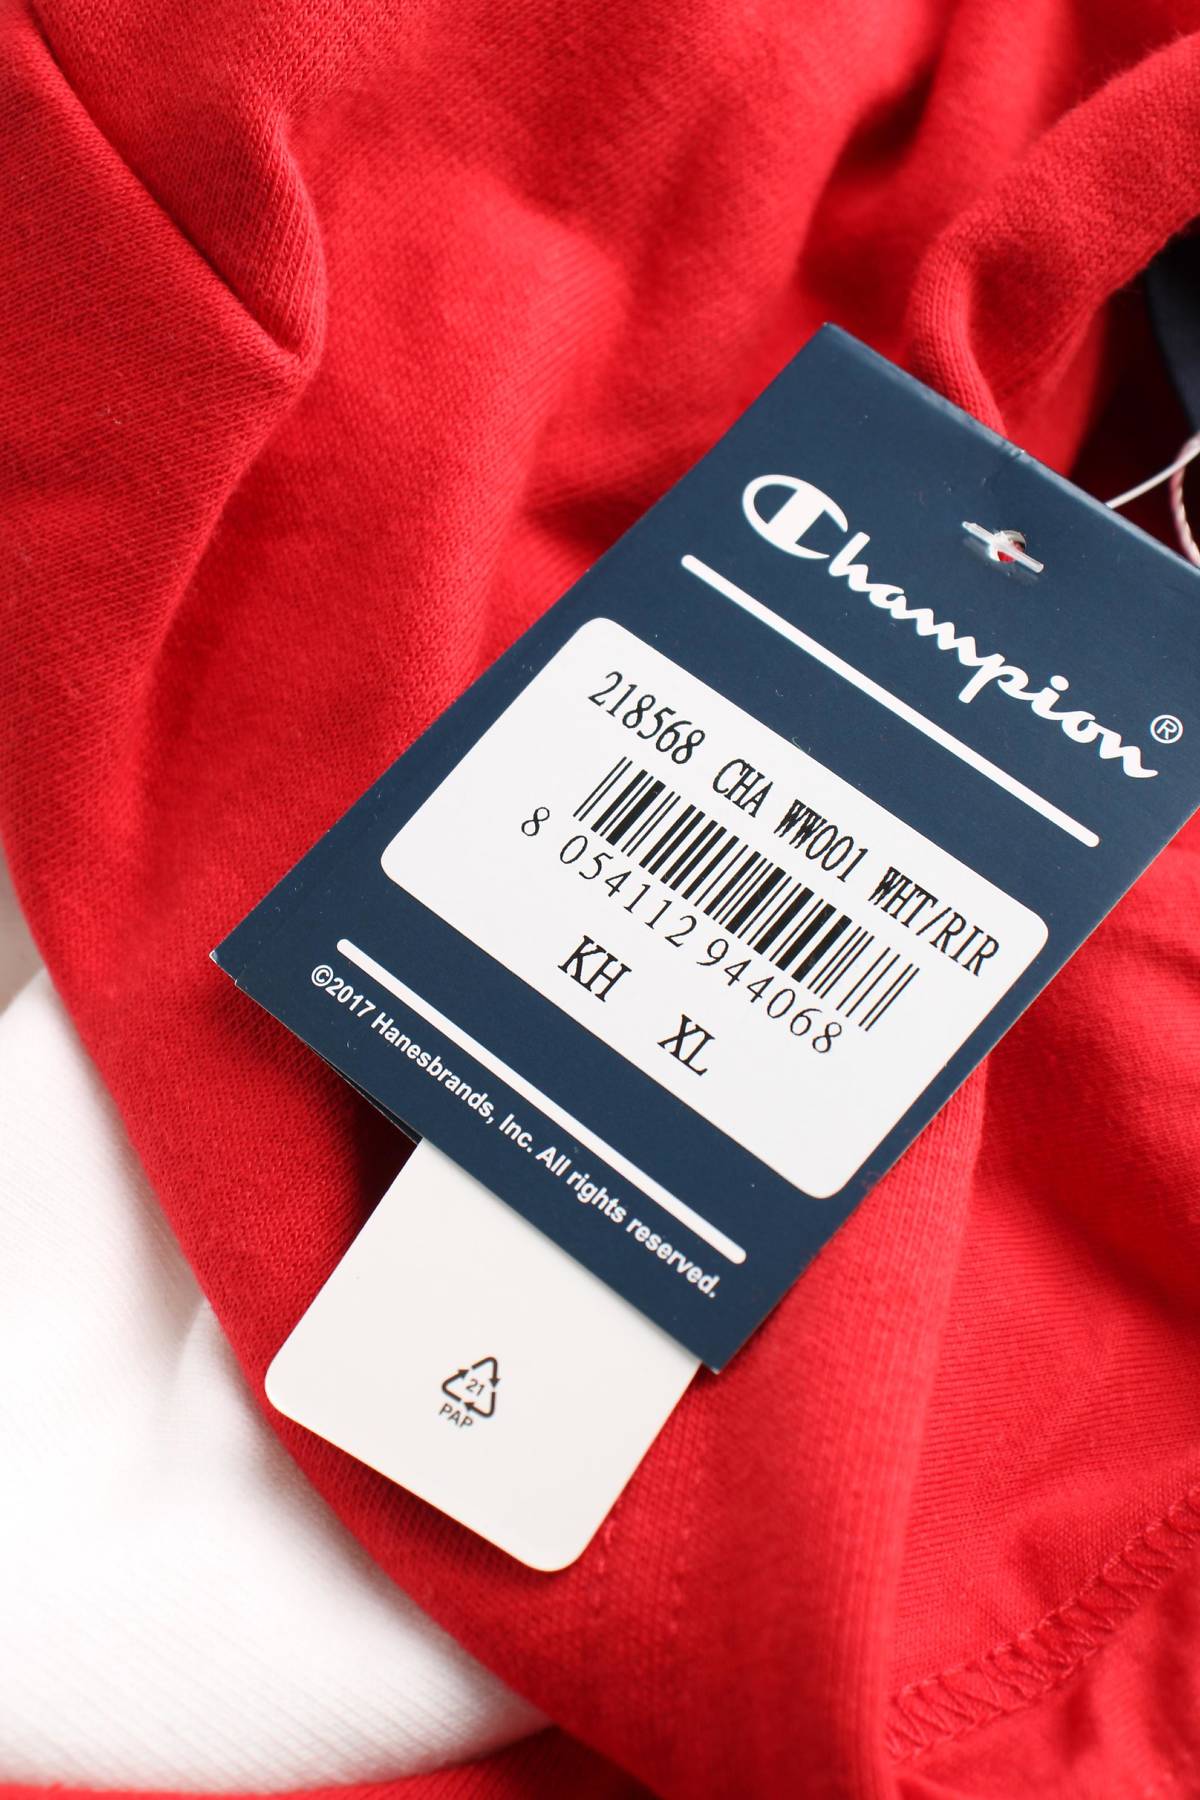 Champion®
218568 CHA WW001 WHT/RIR
8 054112 944068
KH XL
©2017 Hanesbrands, Inc. All rights reserved.
21
PAP